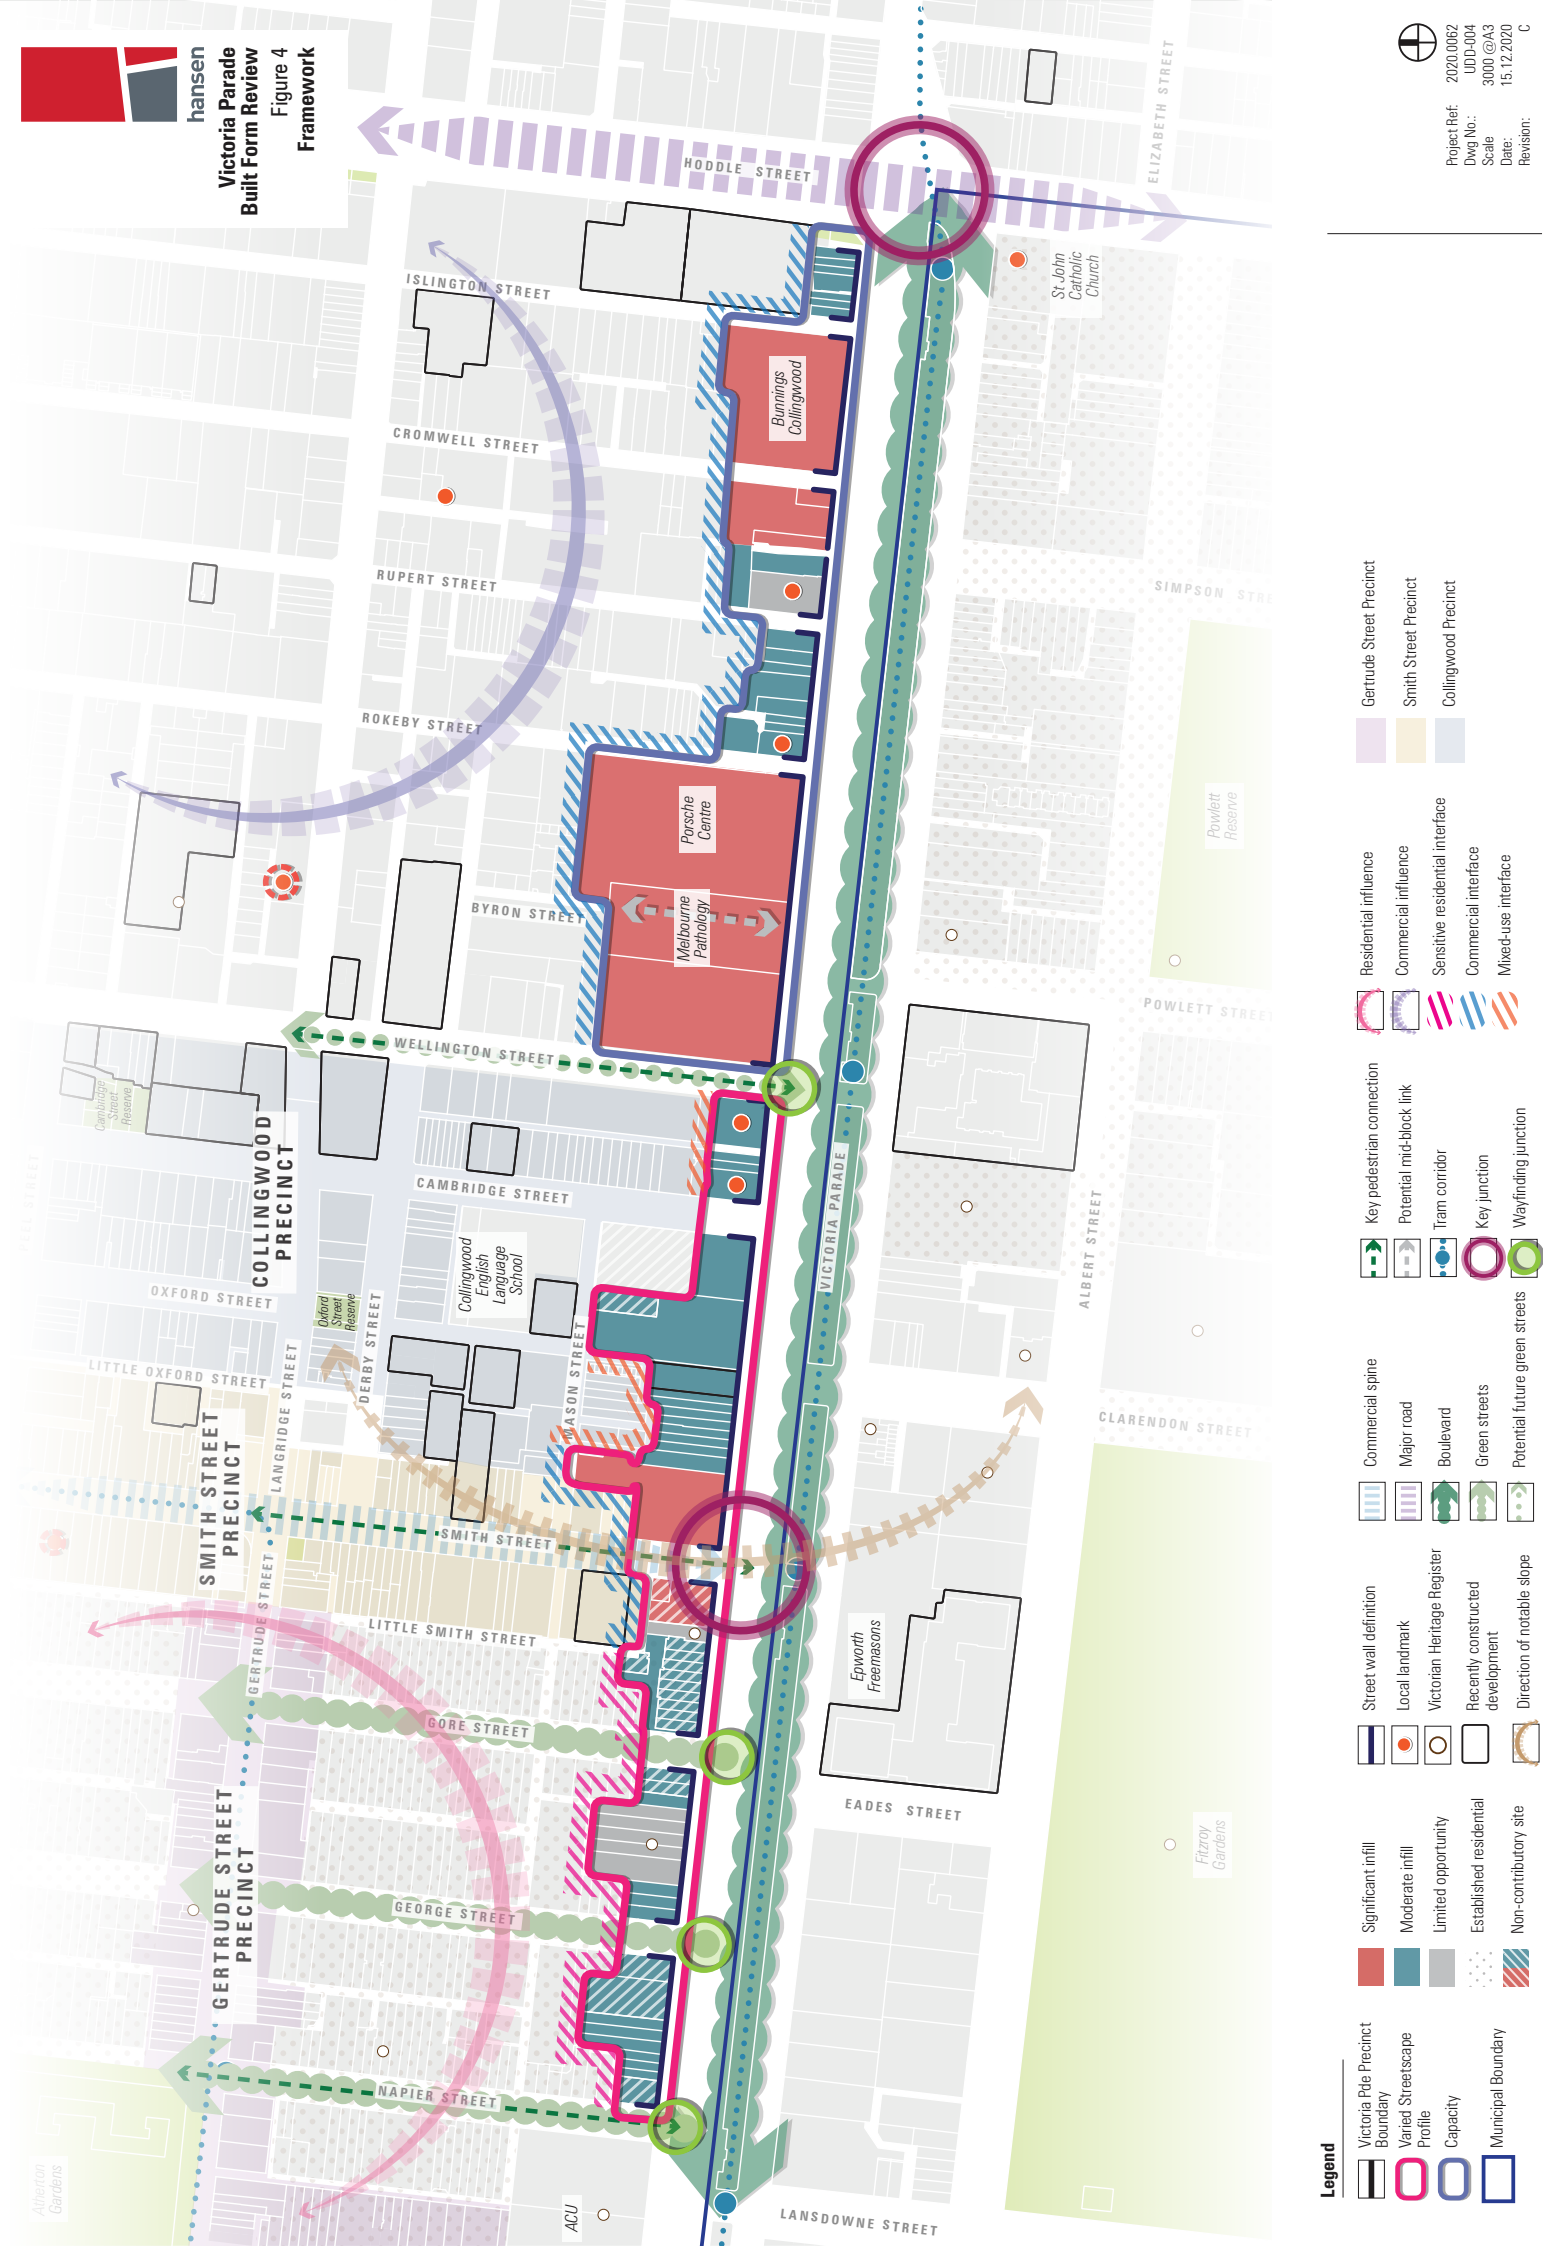 hansen
Victoria Parade
Built Form Review
Figure 4
Framework
HODDLE STREET
ELIZABETH STREET
ISLINGTON STREET
CROMWELL STREET
RUPERT STREET
ROKEBY STREET
BYRON STREET
WELLINGTON STREET
CAMBRIDGE STREET
OXFORD STREET
LITTLE OXFORD STREET
LANGRIDGE STREET
DERBY STREET
MASON STREET
SMITH STREET
LITTLE SMITH STREET
GERTRUDE STREET
GORE STREET
GEORGE STREET
NAPIER STREET
VICTORIA PARADE
ALBERT STREET
SIMPSON STRE
POWLETT STREET
CLARENDON STREET
EADES STREET
LANSDOWNE STREET
St John
Catholic
Church
Bunnings
Collingwood
Porsche
Centre
Melbourne
Pathology
Powlett
Reserve
Cambridge
Street
Reserve
COLLINGWOOD
PRECINCT
Collingwood
English
Language
School
Oxford
Street
Reserve
SMITH STREET
PRECINCT
GERTRUDE STREET
PRECINCT
Epworth
Freemasons
Fitzroy
Gardens
Atherton
Gardens
ACU
Legend
Victoria Pde Precinct
Boundary
Varied Streetscape
Profile
Capacity
Municipal Boundary
Significant infill
Moderate infill
Limited opportunity
Established residential
Non-contributory site
Street wall definition
Local landmark
Victorian Heritage Register
Recently constructed
development
Direction of notable slope
Commercial spine
Major road
Boulevard
Green streets
Potential future green streets
Key pedestrian connection
Potential mid-block link
Tram corridor
Key junction
Wayfinding junction
Residential influence
Commercial influence
Sensitive residential interface
Commercial interface
Mixed-use interface
Gertrude Street Precinct
Smith Street Precinct
Collingwood Precinct
Project Ref: 2020.0062
Dwg No.: UDD-004
Scale 3000 @A3
Date: 15.12.2020
Revision: C